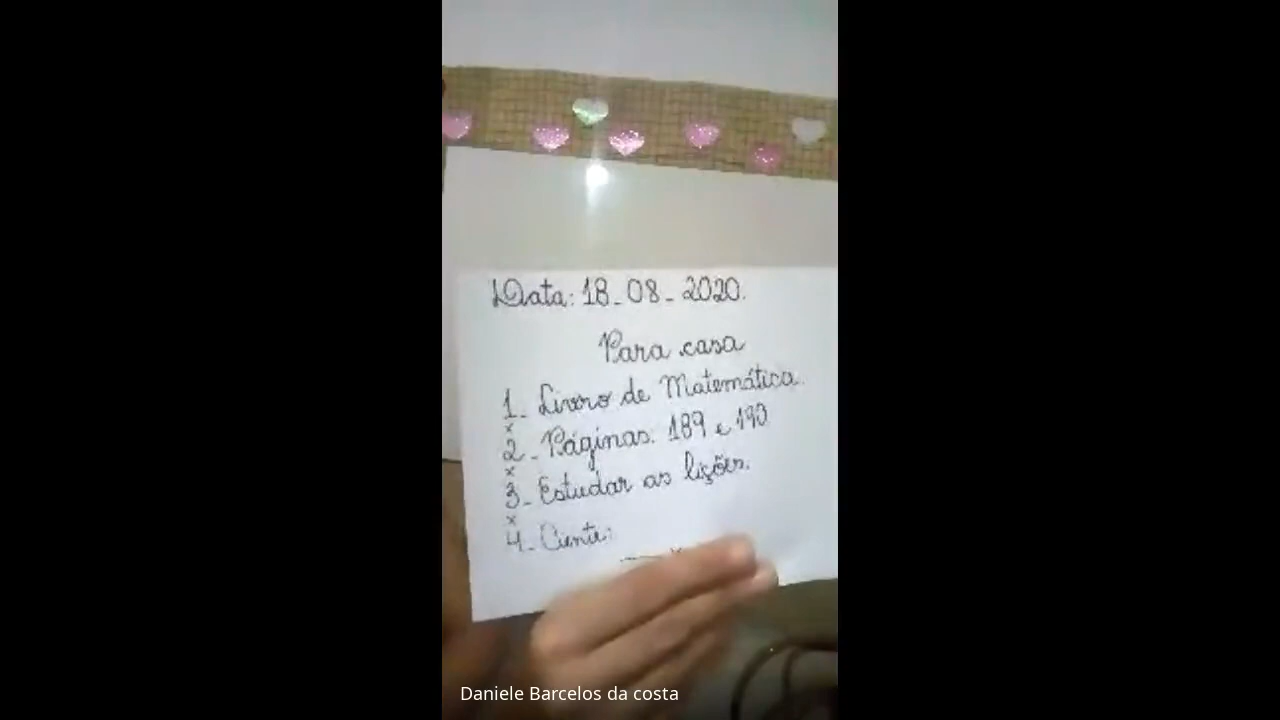 Data: 18-08-2020.
Para casa
1- Livro de Matemática.
x
2- Páginas: 189 e 190
x
3- Estudar as lições.
x
4- Ciente:
Daniele Barcelos da costa